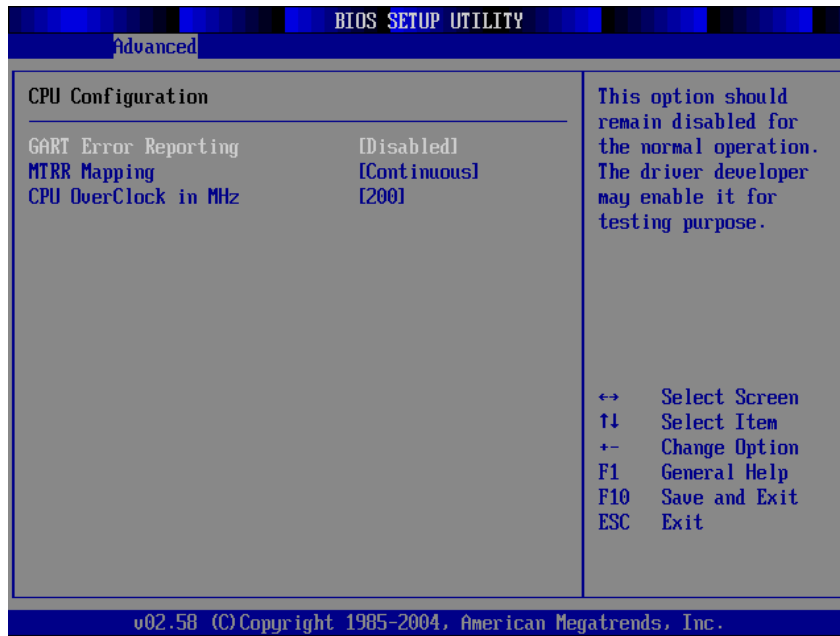 BIOS SETUP UTILITY
Advanced
CPU Configuration
GART Error Reporting [Disabled]
MTRR Mapping [Continuous]
CPU OverClock in MHz [200]
This option should
remain disabled for
the normal operation.
The driver developer
may enable it for
testing purpose.
↔ Select Screen
↑↓ Select Item
+- Change Option
F1 General Help
F10 Save and Exit
ESC Exit
v02.58 (C)Copyright 1985-2004, American Megatrends, Inc.